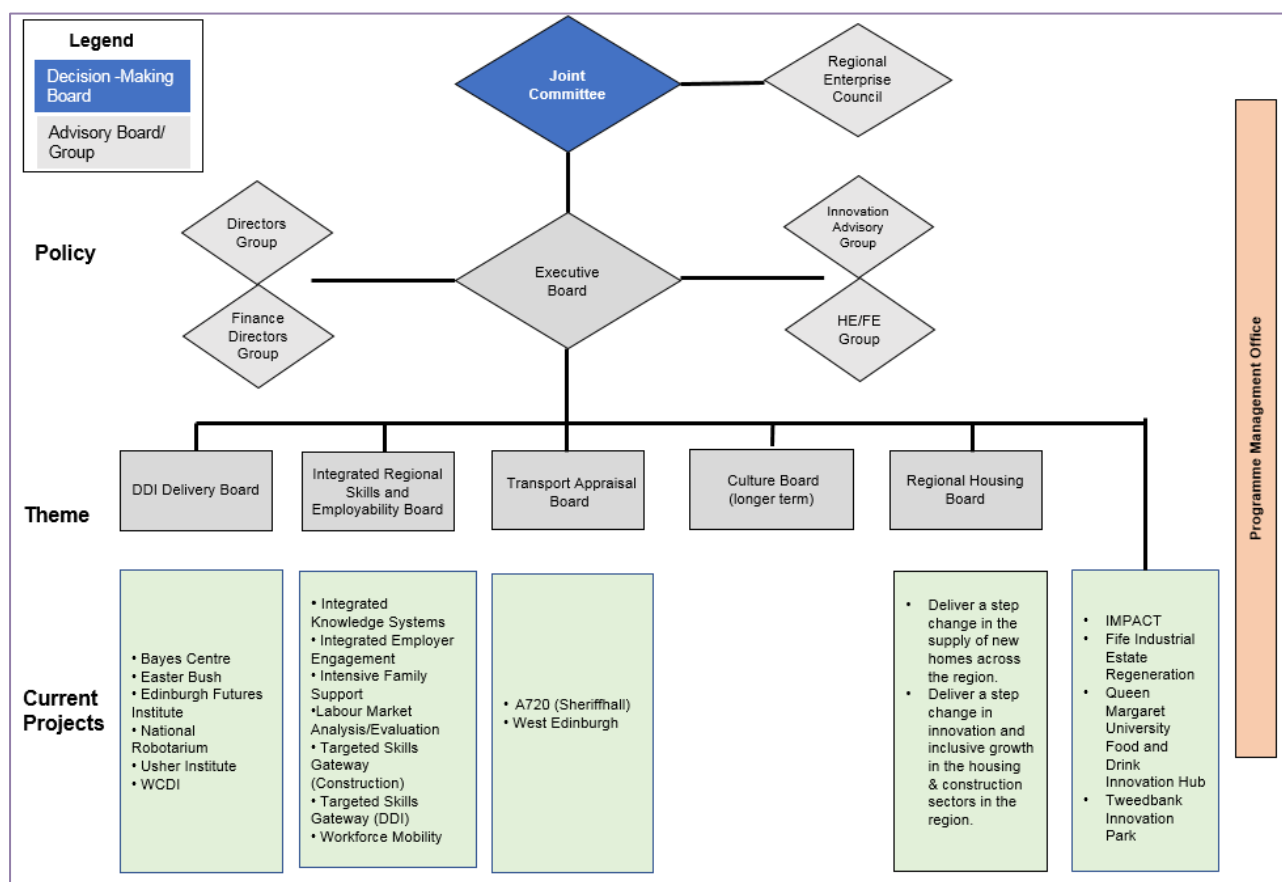 Legend
Decision -Making
Board
Advisory Board/
Group
Joint
Committee
Regional
Enterprise
Council
Policy
Directors
Group
Finance
Directors
Group
Executive
Board
Innovation
Advisory
Group
HE/FE
Group
Programme Management Office
Theme
DDI Delivery Board
Integrated Regional
Skills and
Employability Board
Transport Appraisal
Board
Culture Board
(longer term)
Regional Housing
Board
Current
Projects
• Bayes Centre
• Easter Bush
• Edinburgh Futures
Institute
• National
Robotarium
• Usher Institute
• WCDI
• Integrated
Knowledge Systems
• Integrated Employer
Engagement
• Intensive Family
Support
•Labour Market
Analysis/Evaluation
• Targeted Skills
Gateway
(Construction)
• Targeted Skills
Gateway (DDI)
• Workforce Mobility
• A720 (Sheriffhall)
• West Edinburgh
• Deliver a step
change in the
supply of new
homes across
the region.
• Deliver a step
change in
innovation and
inclusive growth
in the housing
& construction
sectors in the
region.
• IMPACT
• Fife Industrial
Estate
Regeneration
• Queen
Margaret
University
Food and
Drink
Innovation Hub
• Tweedbank
Innovation
Park